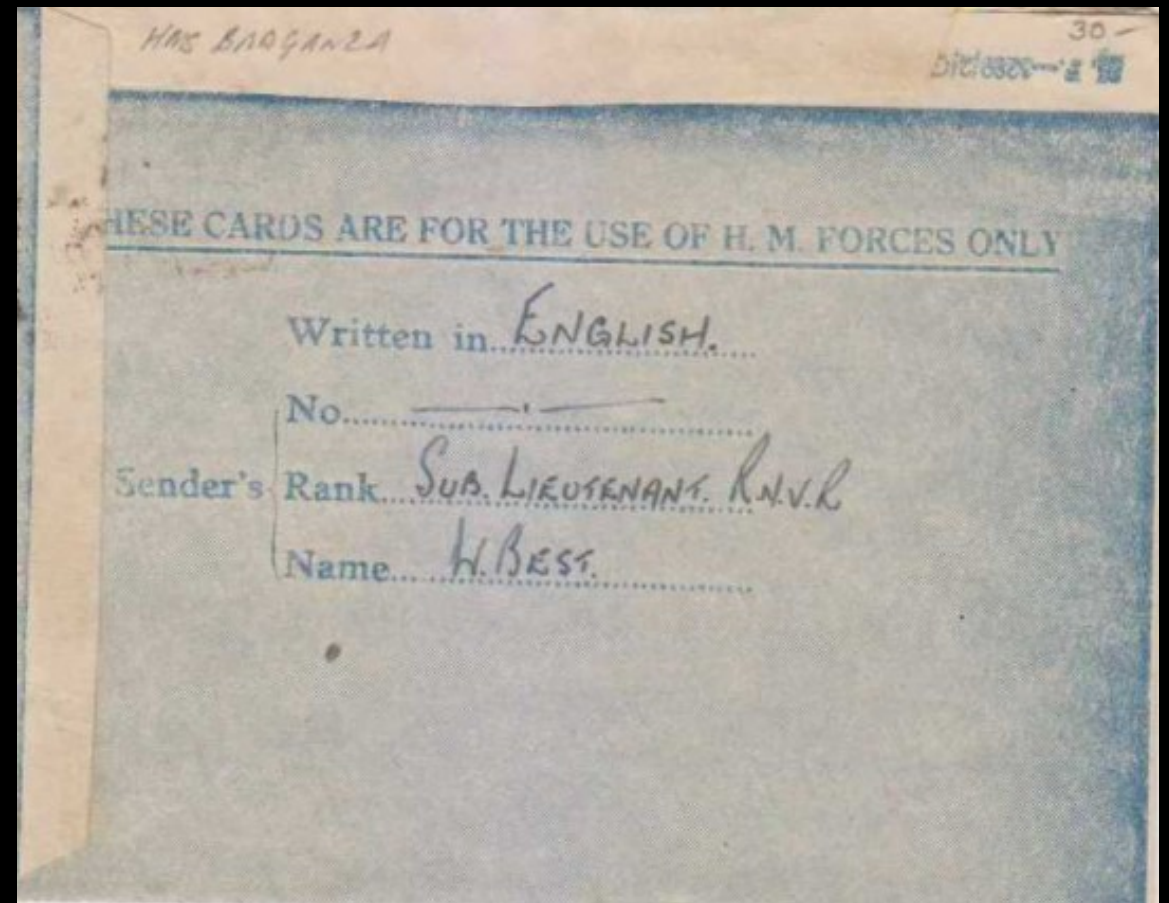 HMS BRAGANZA
30 -
HESE CARDS ARE FOR THE USE OF H. M. FORCES ONLY
Written in ENGLISH.
No.
Sender's Rank SUB. LIEUTENANT. R.N.V.R
Name W. BEST.